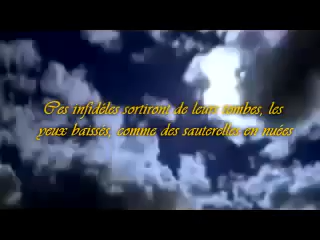 Ces infidèles sortiront de leurs tombes, les
yeux baissés, comme des sauterelles en nuées